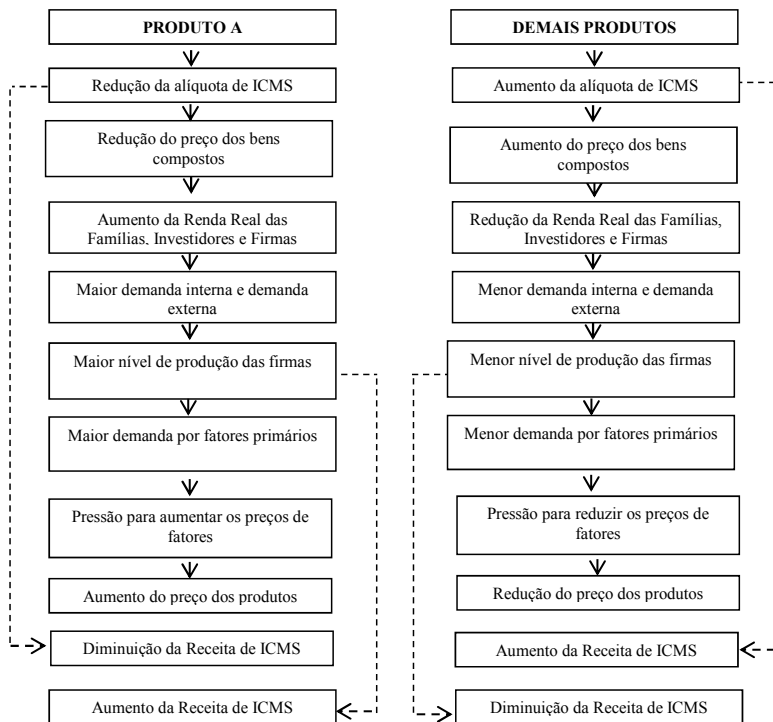 PRODUTO A
Redução da alíquota de ICMS
Redução do preço dos bens
compostos
Aumento da Renda Real das
Famílias, Investidores e Firmas
Maior demanda interna e demanda
externa
Maior nível de produção das firmas
Maior demanda por fatores primários
Pressão para aumentar os preços de
fatores
Aumento do preço dos produtos
Diminuição da Receita de ICMS
Aumento da Receita de ICMS
DEMAIS PRODUTOS
Aumento da alíquota de ICMS
Aumento do preço dos bens
compostos
Redução da Renda Real das Famílias,
Investidores e Firmas
Menor demanda interna e demanda
externa
Menor nível de produção das firmas
Menor demanda por fatores primários
Pressão para reduzir os preços de
fatores
Redução do preço dos produtos
Aumento da Receita de ICMS
Diminuição da Receita de ICMS